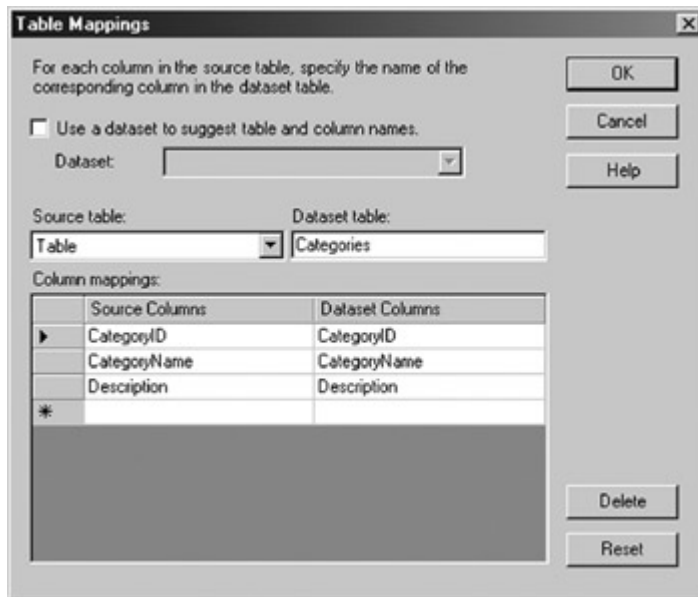 Table Mappings
For each column in the source table, specify the name of the
corresponding column in the dataset table.
OK
Use a dataset to suggest table and column names.
Cancel
Dataset:
Help
Source table: Dataset table:
Table Categories
Column mappings:
Source Columns Dataset Columns
CategoryID CategoryID
CategoryName CategoryName
Description Description
Delete
Reset